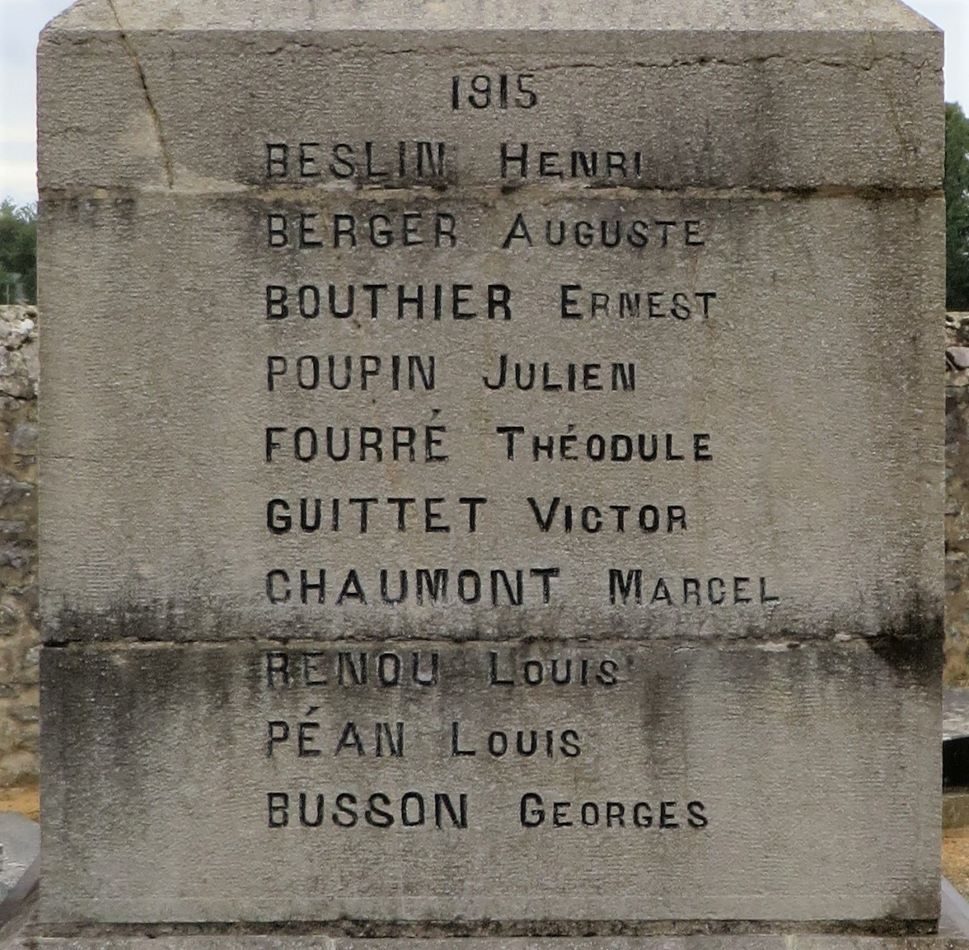 1915
BESLIN HENRI
BERGER AUGUSTE
BOUTHIER ERNEST
POUPIN JULIEN
FOURRÉ THÉODULE
GUITTET VICTOR
CHAUMONT MARCEL
RENOU LOUIS
PÉAN LOUIS
BUSSON GEORGES